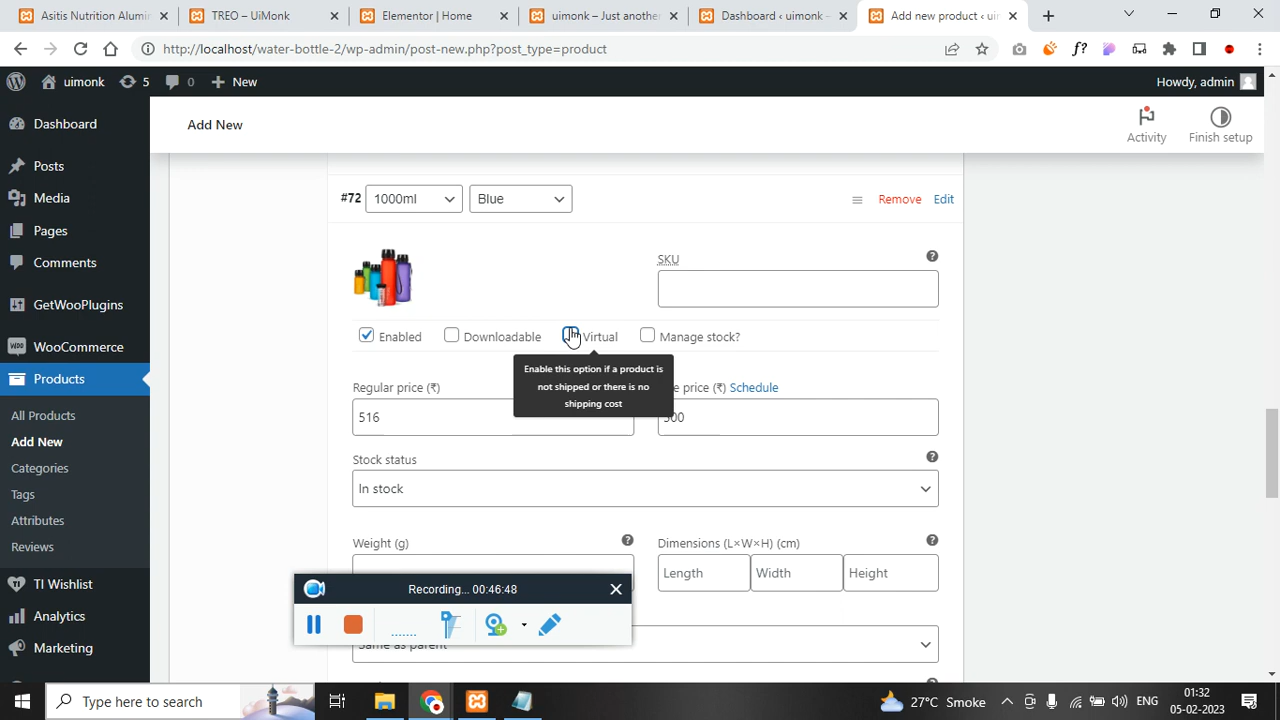 Asitis Nutrition Alumin
TREO – UiMonk
Elementor | Home
uimonk – Just another
Dashboard ‹ uimonk –
Add new product ‹ uim
http://localhost/water-bottle-2/wp-admin/post-new.php?post_type=product
f?
uimonk
5
0
New
Howdy, admin
Dashboard
Posts
Media
Pages
Comments
GetWooPlugins
WooCommerce
Products
All Products
Add New
Categories
Tags
Attributes
Reviews
TI Wishlist
Analytics
Marketing
Add New
Activity
Finish setup
#72
1000ml
Blue
Remove
Edit
SKU
Enabled
Downloadable
Virtual
Manage stock?
Enable this option if a product is
not shipped or there is no
shipping cost
Regular price (₹)
e price (₹) Schedule
516
500
Stock status
In stock
Weight (g)
Dimensions (L×W×H) (cm)
Length
Width
Height
Recording... 00:46:48
Same as parent
Type here to search
27°C Smoke
ENG
01:32
05-02-2023